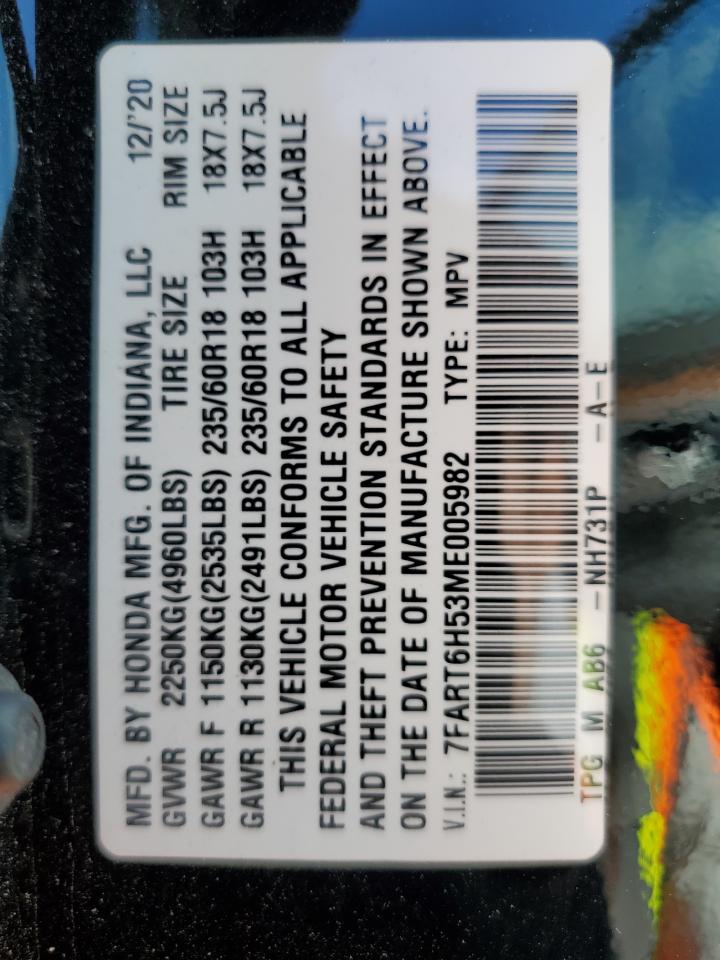 MFD. BY HONDA MFG. OF INDIANA, LLC 12/'20
GVWR 2250KG(4960LBS) TIRE SIZE RIM SIZE
GAWR F 1150KG(2535LBS) 235/60R18 103H 18X7.5J
GAWR R 1130KG(2491LBS) 235/60R18 103H 18X7.5J
THIS VEHICLE CONFORMS TO ALL APPLICABLE
FEDERAL MOTOR VEHICLE SAFETY
AND THEFT PREVENTION STANDARDS IN EFFECT
ON THE DATE OF MANUFACTURE SHOWN ABOVE.
V.I.N.: 7FART6H53ME005982 TYPE: MPV
TPG M AB6 -NH731P -A-E